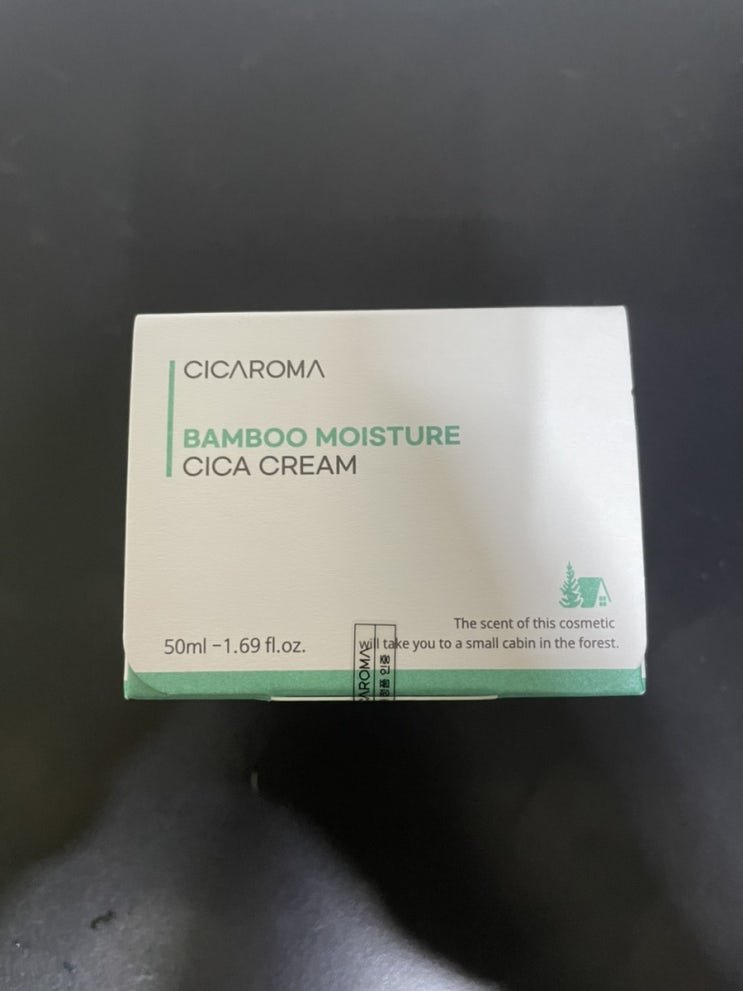 CICAROMA
BAMBOO MOISTURE
CICA CREAM
The scent of this cosmetic
50ml – 1.69 fl.oz.
will take you to a small cabin in the forest.